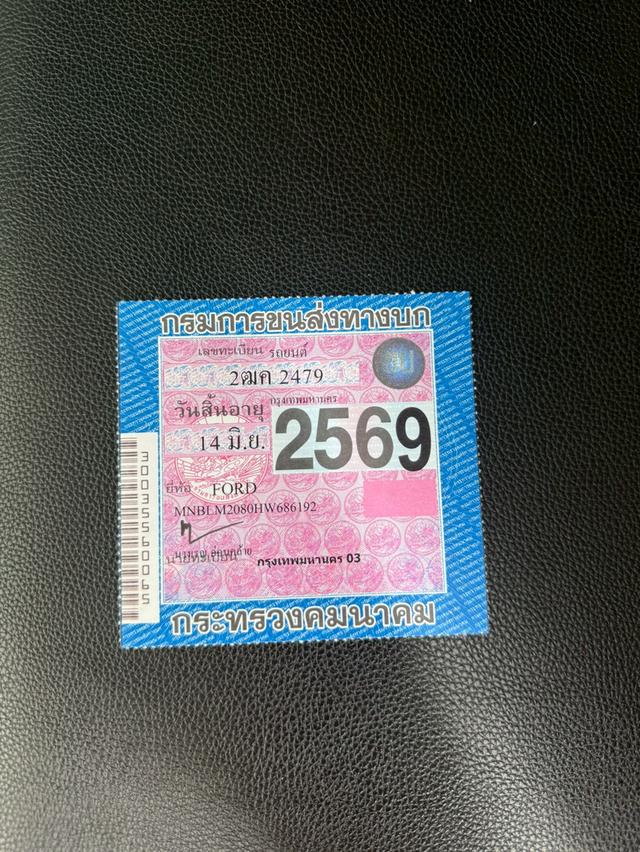 กรมการขนส่งทางบก
เลขทะเบียน รถยนต์
2ฒค 2479
กรุงเทพมหานคร
วันสิ้นอายุ
14 มิ.ย. 2569
ยี่ห้อ FORD
MNBLM2080HW686192
นายทะเบียน
กรุงเทพมหานคร 03
กระทรวงคมนาคม
300355600659